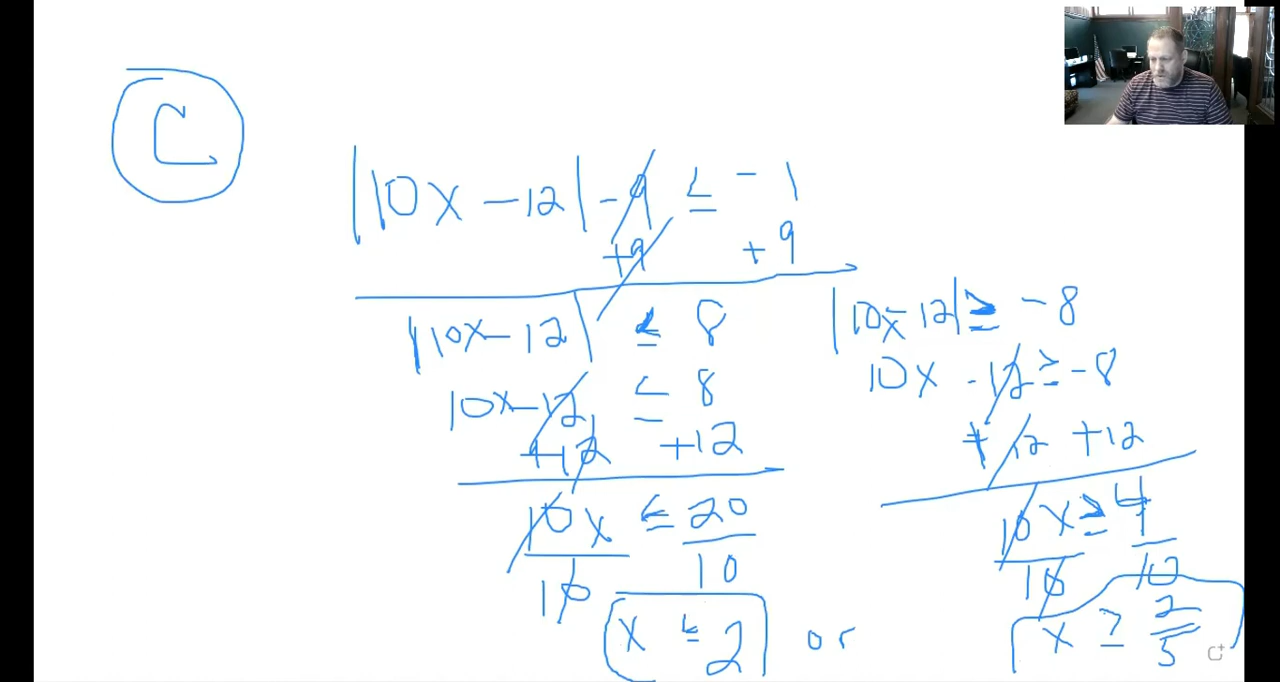 C
|10x - 12| - 9 ≤ - 1
+9 + 9
|10x - 12| ≤ 8
10x - 12 ≤ 8
+12 +12
10x ≤ 20
10 10
x ≤ 2 or
|10x - 12| ≥ - 8
10x - 12 ≥ - 8
+ 12 + 12
10x ≥ 4
10 10
x ≥ 2/5